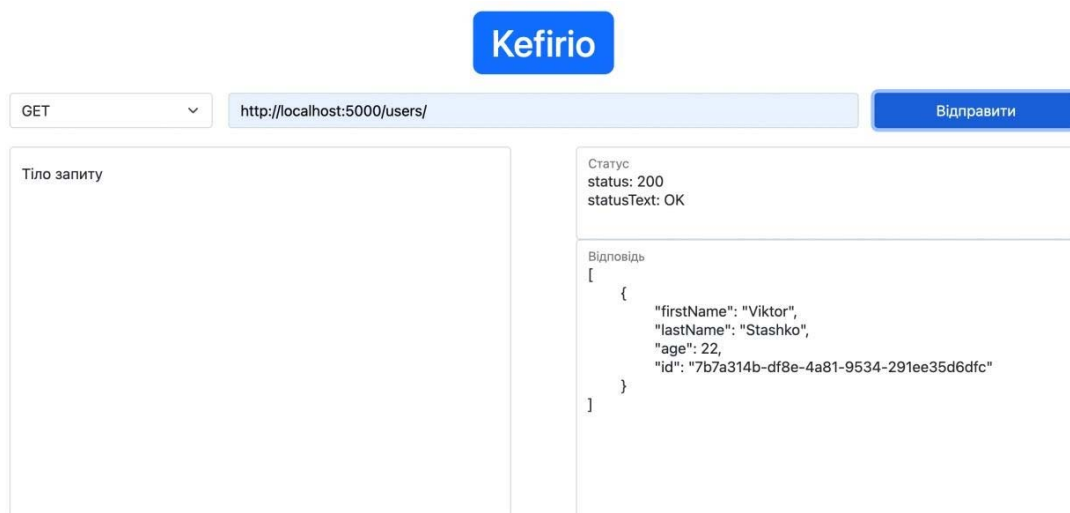 Kefirio
GET
http://localhost:5000/users/
Відправити
Тіло запиту
Статус
status: 200
statusText: OK
Відповідь
[
{
"firstName": "Viktor",
"lastName": "Stashko",
"age": 22,
"id": "7b7a314b-df8e-4a81-9534-291ee35d6dfc"
}
]